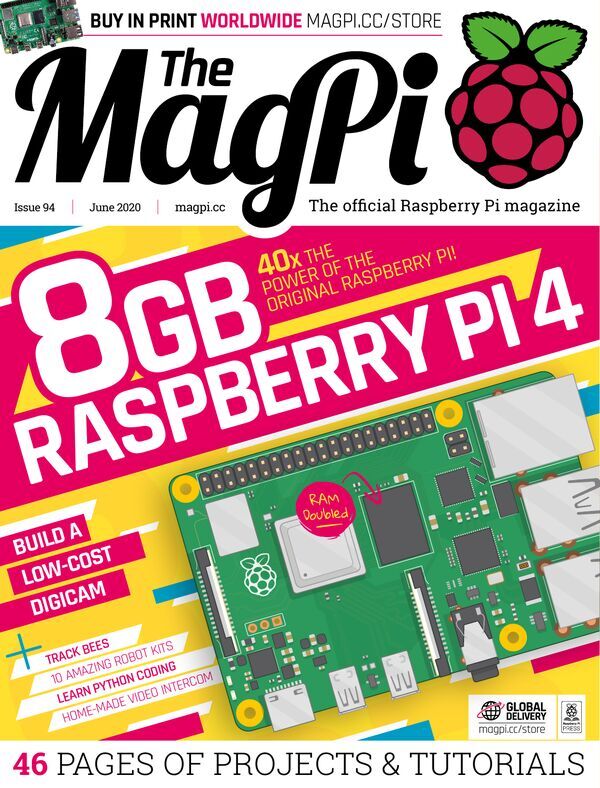 BUY IN PRINT WORLDWIDE MAGPI.CC/STORE
The
MagPi
Issue 94 | June 2020 | magpi.cc
The official Raspberry Pi magazine
40x THE
POWER OF THE
ORIGINAL RASPBERRY PI!
8GB
RASPBERRY PI 4
RAM
Doubled
BUILD A
LOW-COST
DIGICAM
TRACK BEES
10 AMAZING ROBOT KITS
LEARN PYTHON CODING
HOME-MADE VIDEO INTERCOM
GLOBAL
DELIVERY
magpi.cc/store
Raspberry Pi
PRESS
46 PAGES OF PROJECTS & TUTORIALS